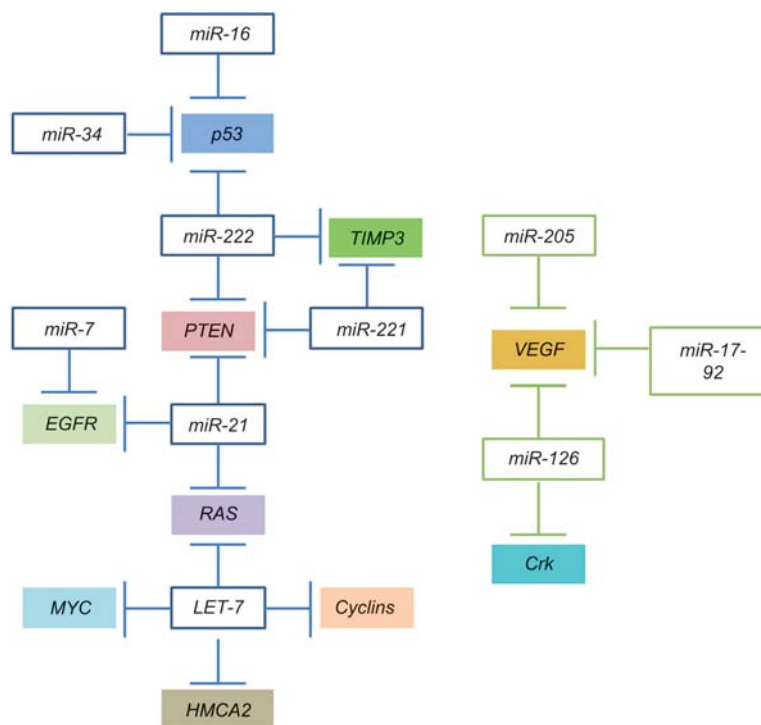 miR-16
miR-34
p53
miR-222
TIMP3
miR-205
miR-7
PTEN
miR-221
VEGF
miR-17-
92
EGFR
miR-21
miR-126
RAS
Crk
MYC
LET-7
Cyclins
HMCA2